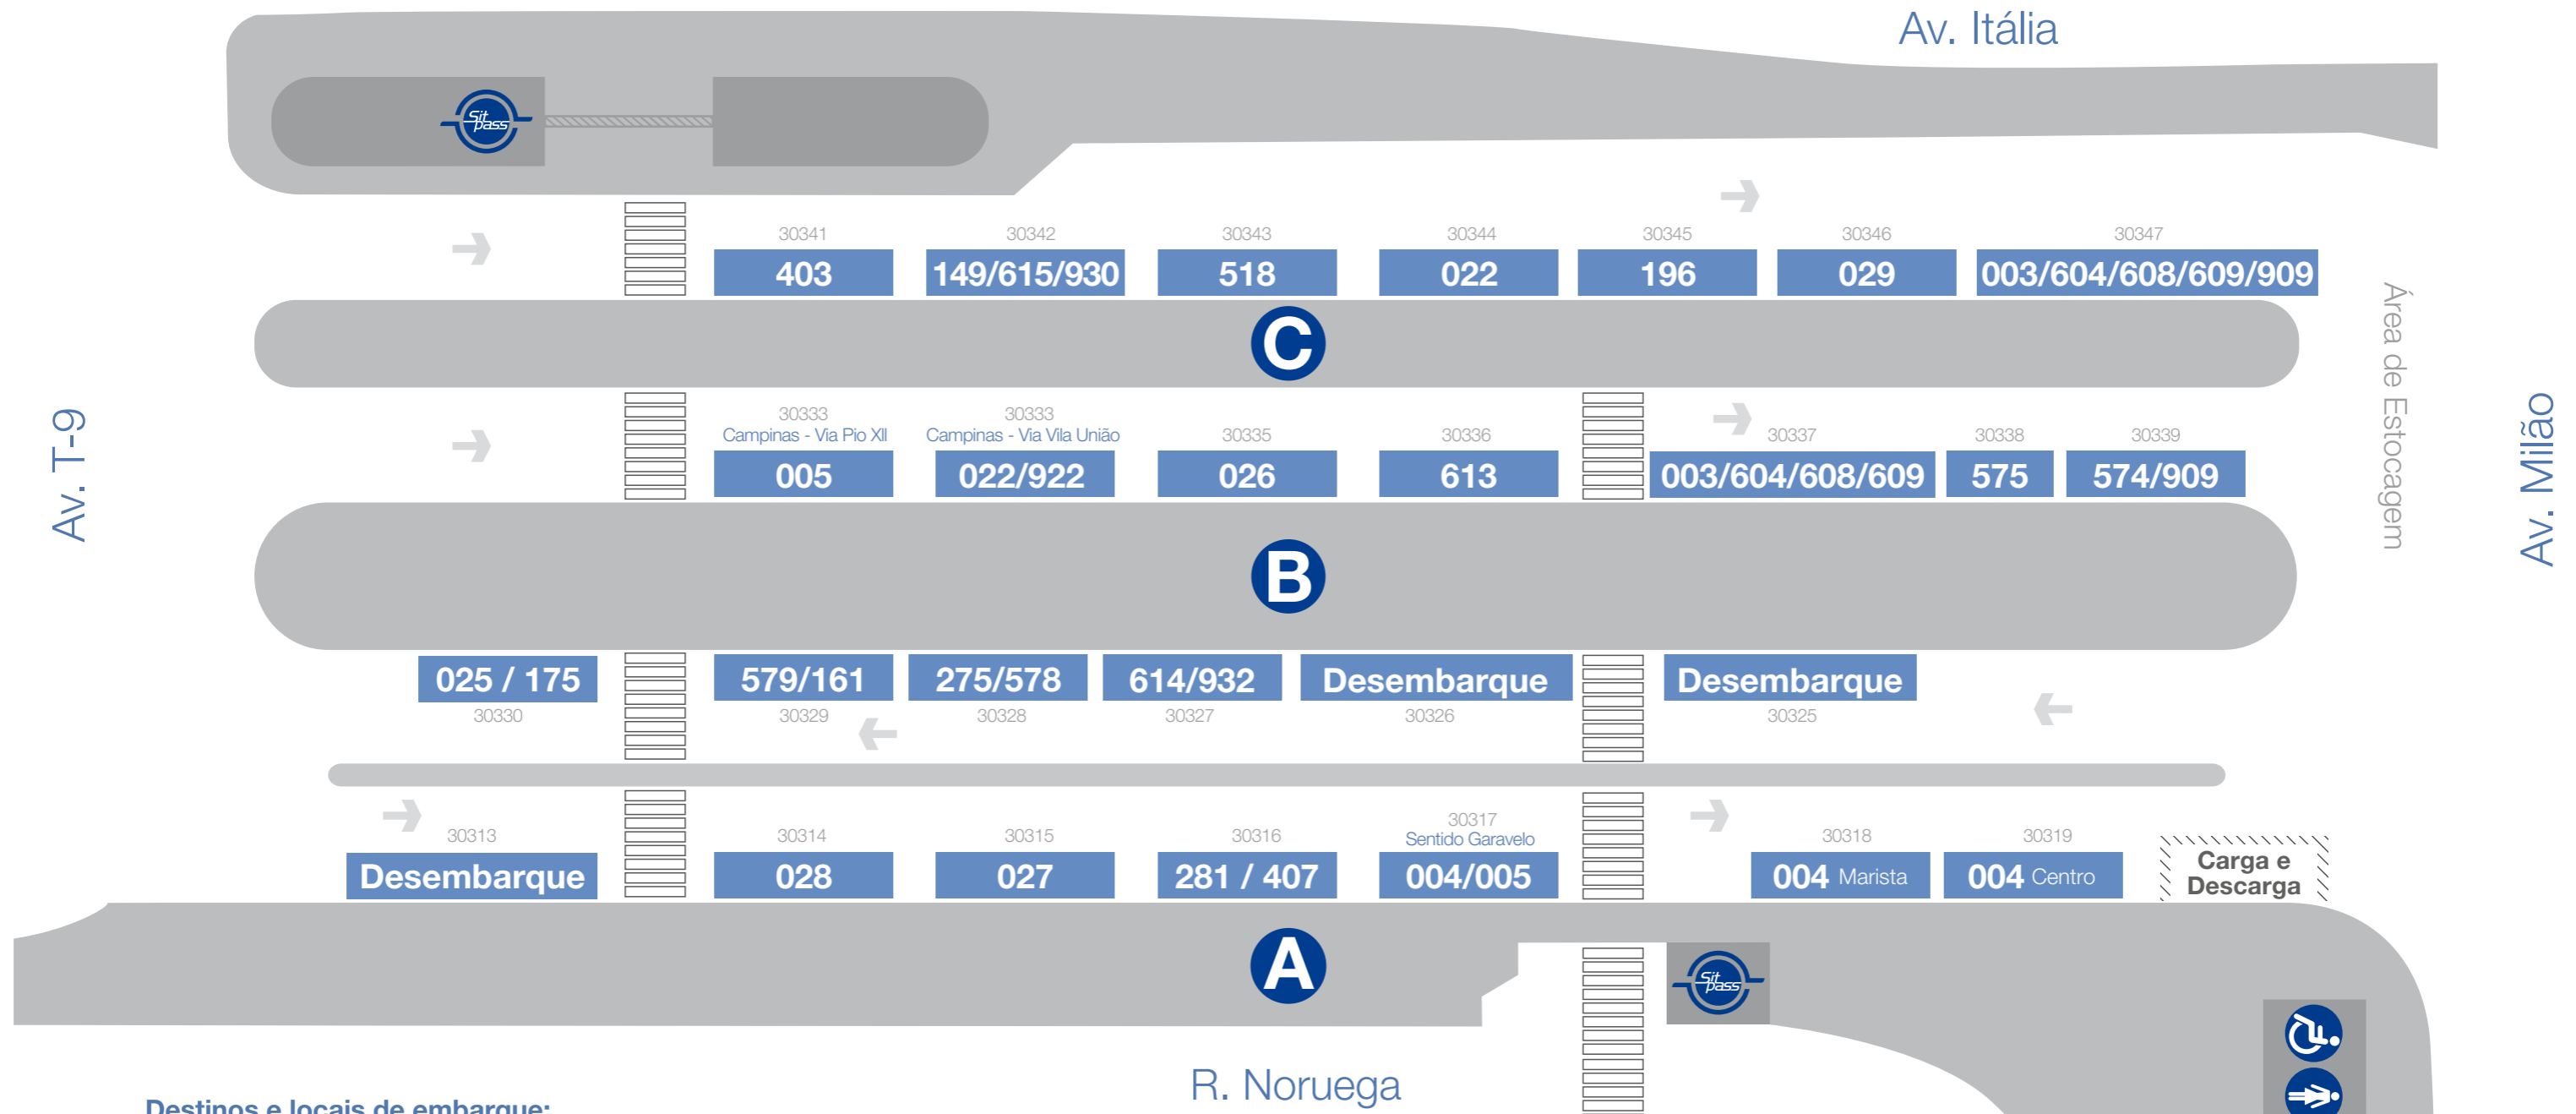 Av. Itália
Sit
pass
30341
403
30342
149/615/930
30343
518
30344
022
30345
196
30346
029
30347
003/604/608/609/909
C
Av. T-9
Área de Estocagem
Av. Milão
30333
Campinas - Via Pio XII
005
30333
Campinas - Via Vila União
022/922
30335
026
30336
613
30337
003/604/608/609
30338
575
30339
574/909
B
025 / 175
30330
579/161
30329
275/578
30328
614/932
30327
Desembarque
30326
Desembarque
30325
30313
Desembarque
30314
028
30315
027
30316
281 / 407
30317
Sentido Garavelo
004/005
30318
004 Marista
30319
004 Centro
Carga e
Descarga
A
Sit
pass
R. Noruega
Destinos e locais de embarque: